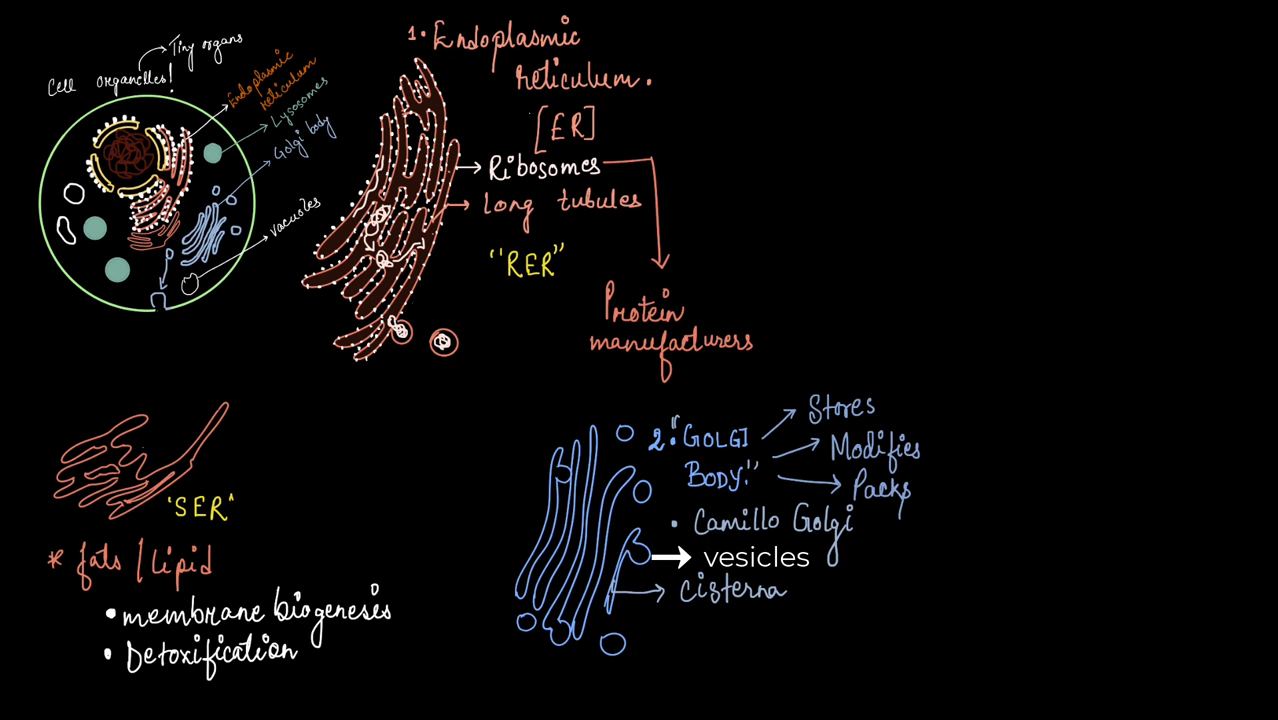 Cell organelles!
Tiny organs
Endoplasmic
reticulum
Lysosomes
Golgi body
vacuoles
1. Endoplasmic
reticulum.
[ER]
Ribosomes
Long tubules
"RER"
Protein
manufacturers
'SER"
* fats/Lipid
• membrane biogenesis
• Detoxification
2. "GOLGI
BODY."
Stores
Modifies
Packs
• Camillo Golgi
vesicles
cisterna